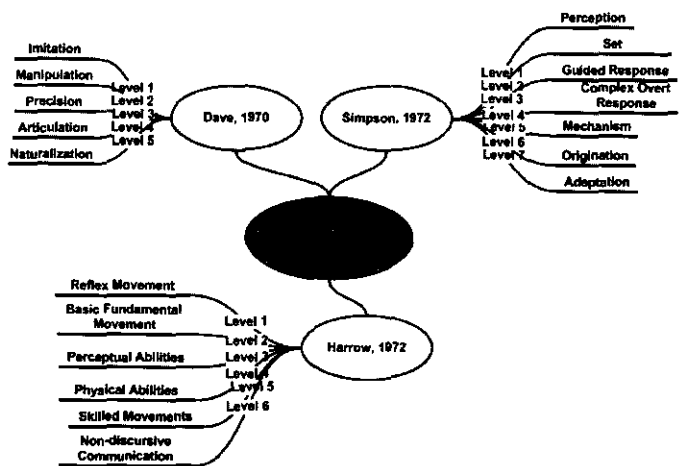 Imitation
Manipulation
Precision
Articulation
Naturalization
Level 1
Level 2
Level 3
Level 4
Level 5
Dave, 1970
Simpson, 1972
Level 1
Level 2
Level 3
Level 4
Level 5
Level 6
Level 7
Perception
Set
Guided Response
Complex Overt
Response
Mechanism
Origination
Adaptation
Reflex Movement
Basic Fundamental
Movement
Perceptual Abilities
Physical Abilities
Skilled Movements
Non-discursive
Communication
Level 1
Level 2
Level 3
Level 4
Level 5
Level 6
Harrow, 1972